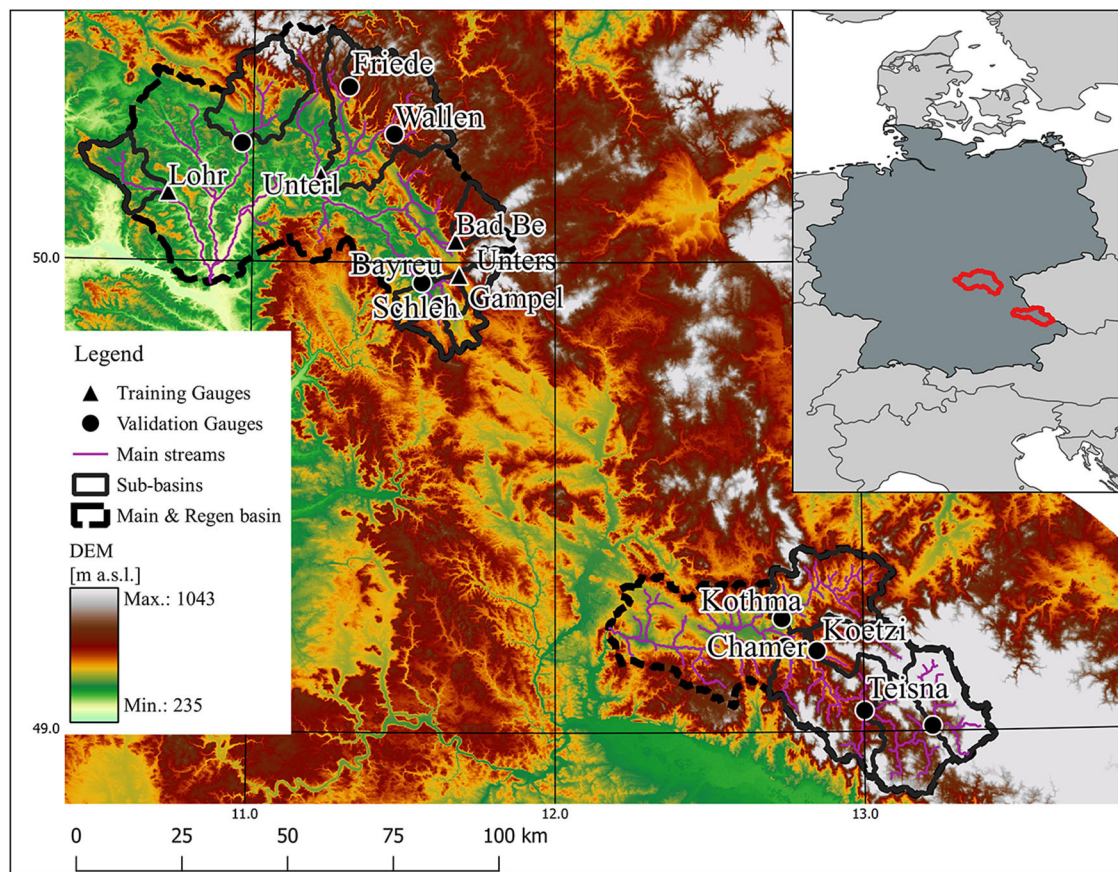 Friede
Wallen
Lohr
Unterl
Bad Be
50.0
Bayreu
Unters
Schleh
Gampel
Legend
Training Gauges
Validation Gauges
Main streams
Sub-basins
Main & Regen basin
DEM
[m a.s.l.]
Max.: 1043
Min.: 235
Kothma
Koetzi
Chamer
Teisna
49.0
11.0
12.0
13.0
0
25
50
75
100 km